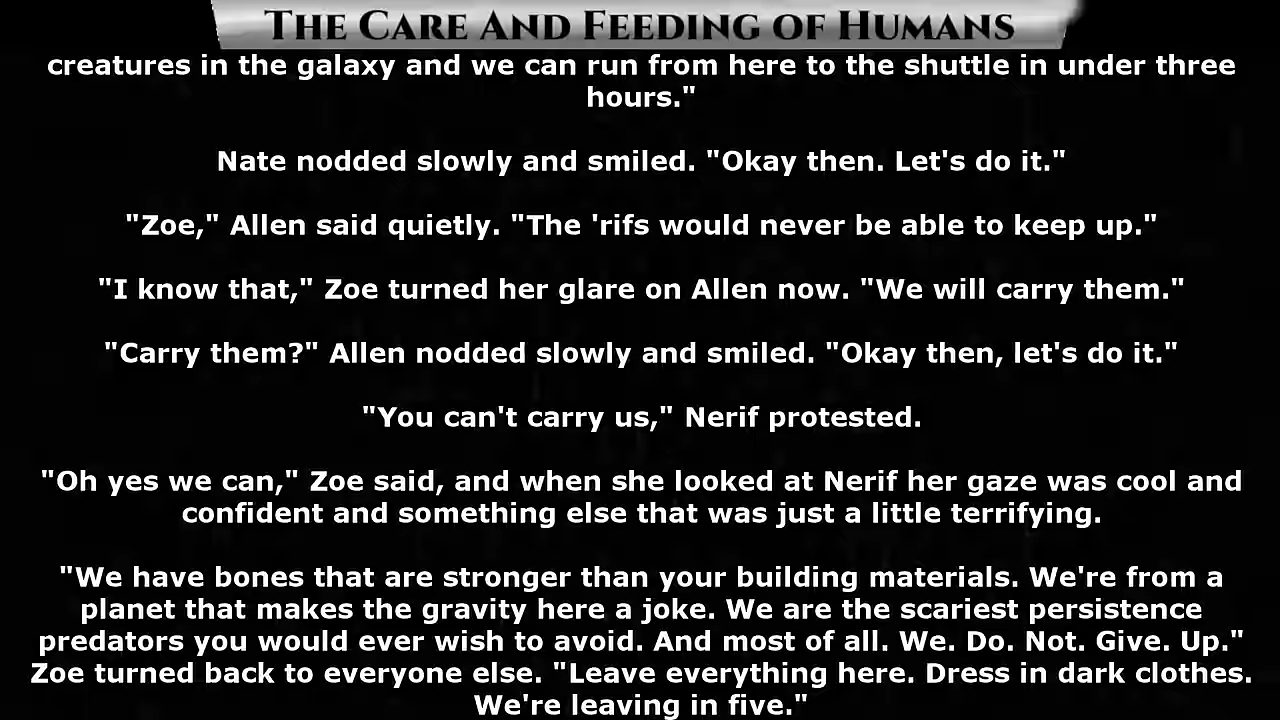 THE CARE AND FEEDING OF HUMANS
creatures in the galaxy and we can run from here to the shuttle in under three
hours."
Nate nodded slowly and smiled. "Okay then. Let's do it."
"Zoe," Allen said quietly. "The 'rifs would never be able to keep up."
"I know that," Zoe turned her glare on Allen now. "We will carry them."
"Carry them?" Allen nodded slowly and smiled. "Okay then, let's do it."
"You can't carry us," Nerif protested.
"Oh yes we can," Zoe said, and when she looked at Nerif her gaze was cool and
confident and something else that was just a little terrifying.
"We have bones that are stronger than your building materials. We're from a
planet that makes the gravity here a joke. We are the scariest persistence
predators you would ever wish to avoid. And most of all. We. Do. Not. Give. Up."
Zoe turned back to everyone else. "Leave everything here. Dress in dark clothes.
We're leaving in five."